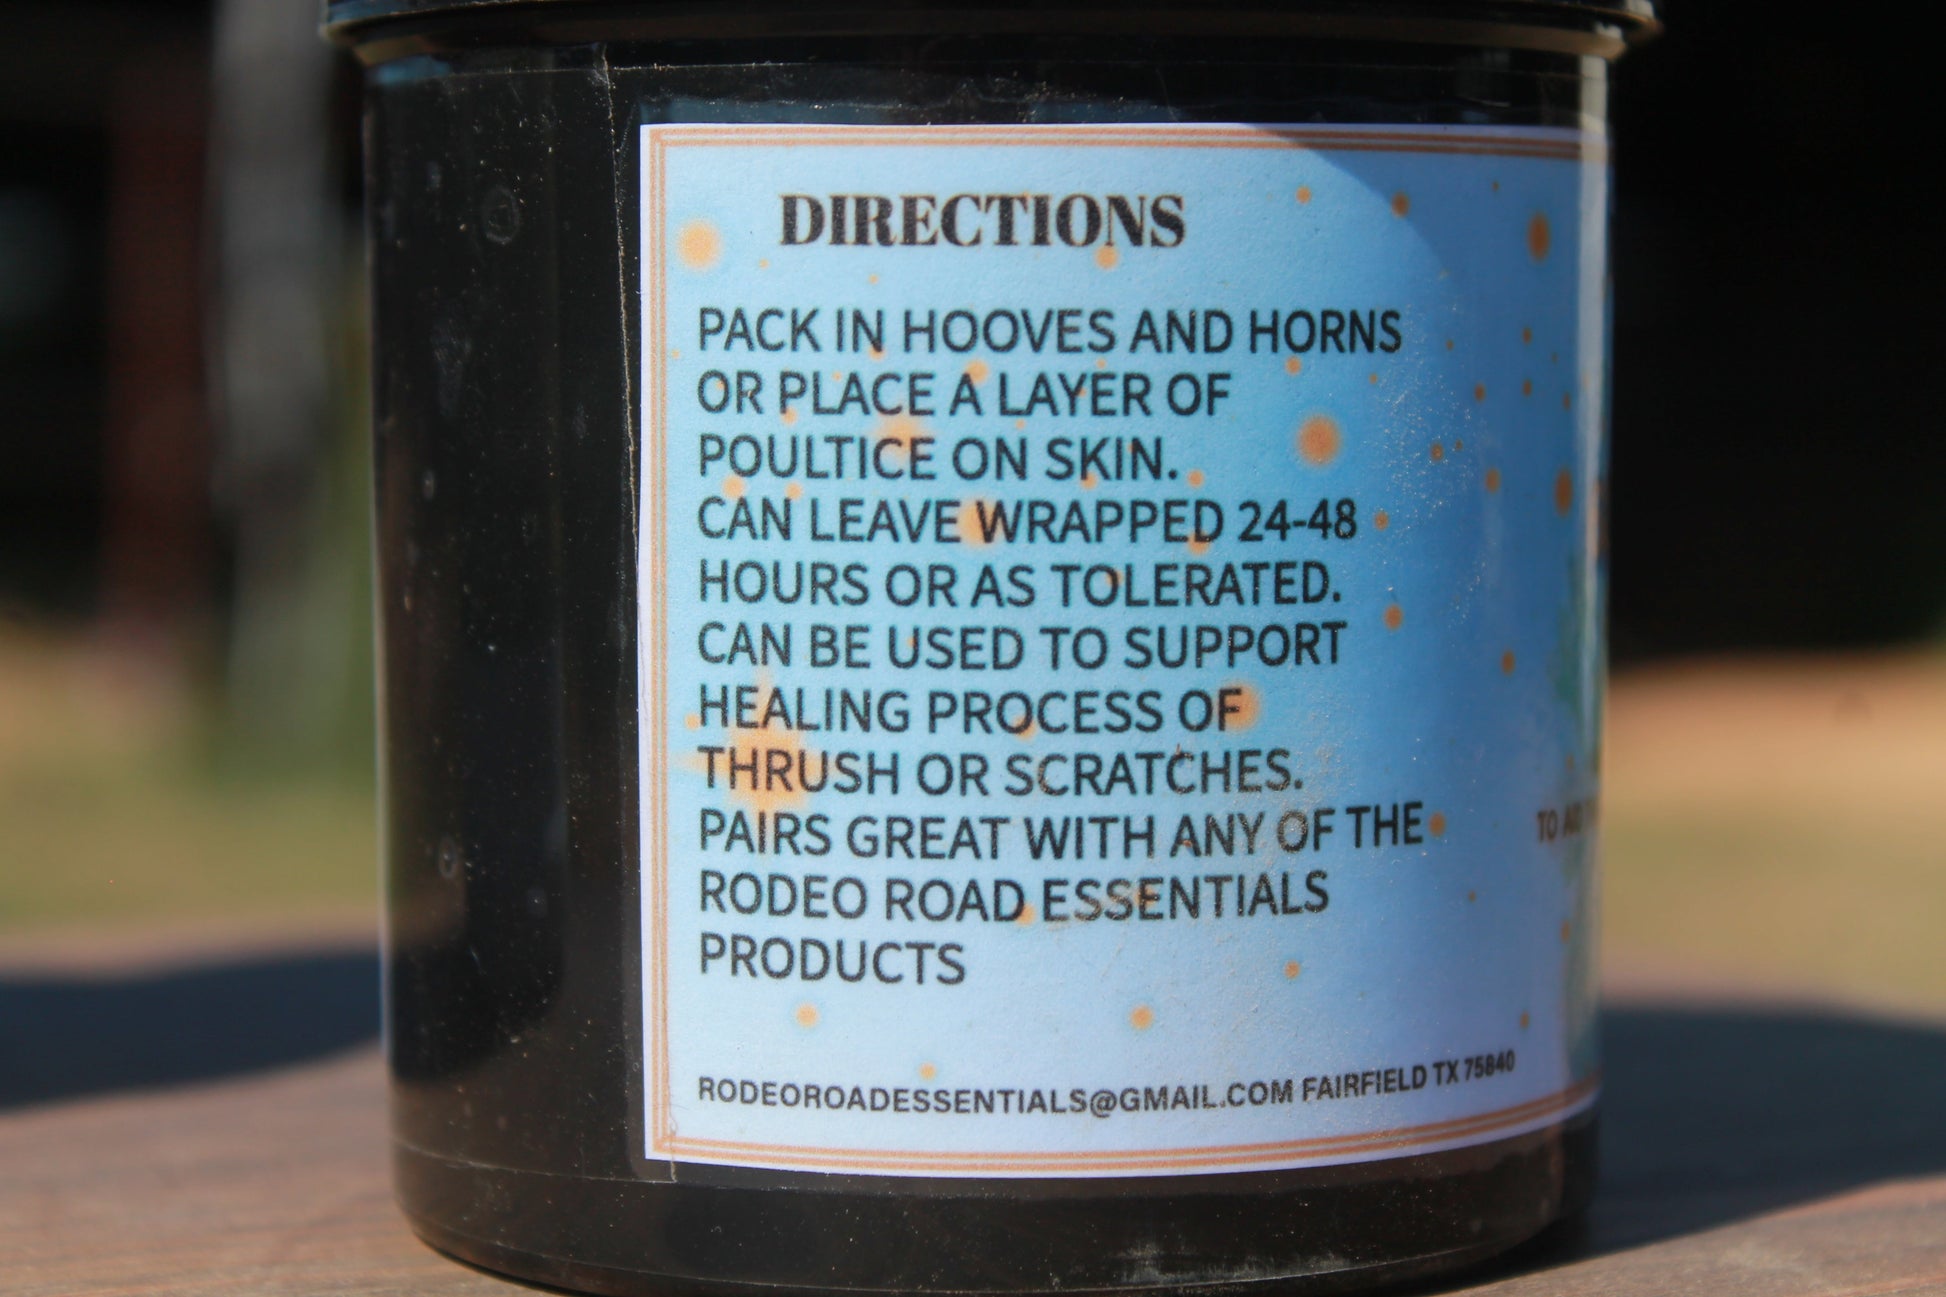 DIRECTIONS
PACK IN HOOVES AND HORNS
OR PLACE A LAYER OF
POULTICE ON SKIN.
CAN LEAVE WRAPPED 24-48
HOURS OR AS TOLERATED.
CAN BE USED TO SUPPORT
HEALING PROCESS OF
THRUSH OR SCRATCHES.
PAIRS GREAT WITH ANY OF THE
RODEO ROAD ESSENTIALS
PRODUCTS
RODEOROADESSENTIALS@GMAIL.COM FAIRFIELD TX 75840
TO AID